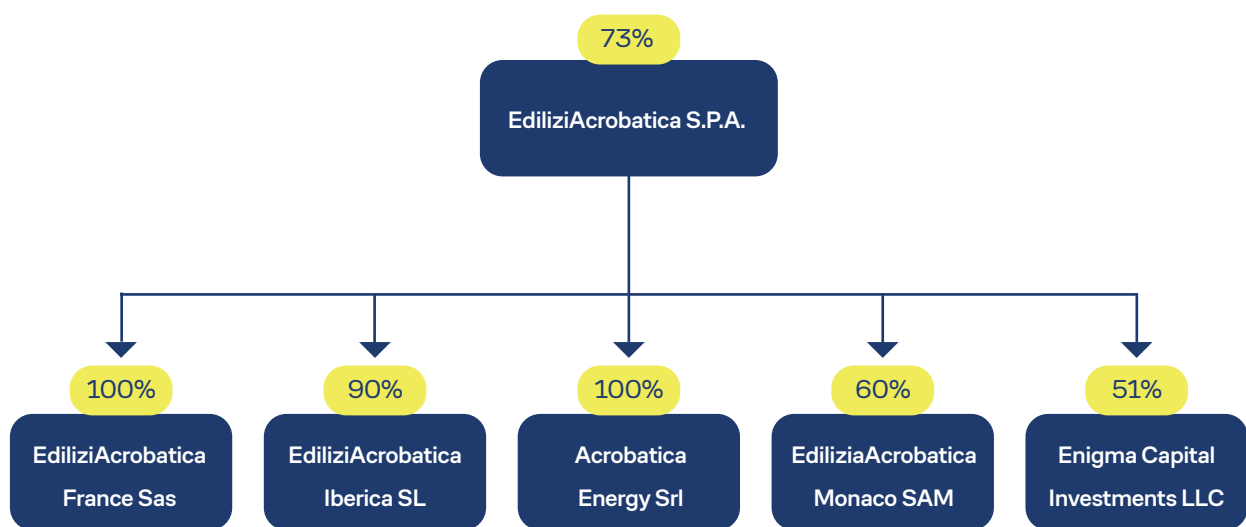 73%
EdiliziAcrobatica S.P.A.
100%
90%
100%
60%
51%
EdiliziAcrobatica
France Sas
EdiliziAcrobatica
Iberica SL
Acrobatica
Energy Srl
EdiliziaAcrobatica
Monaco SAM
Enigma Capital
Investments LLC